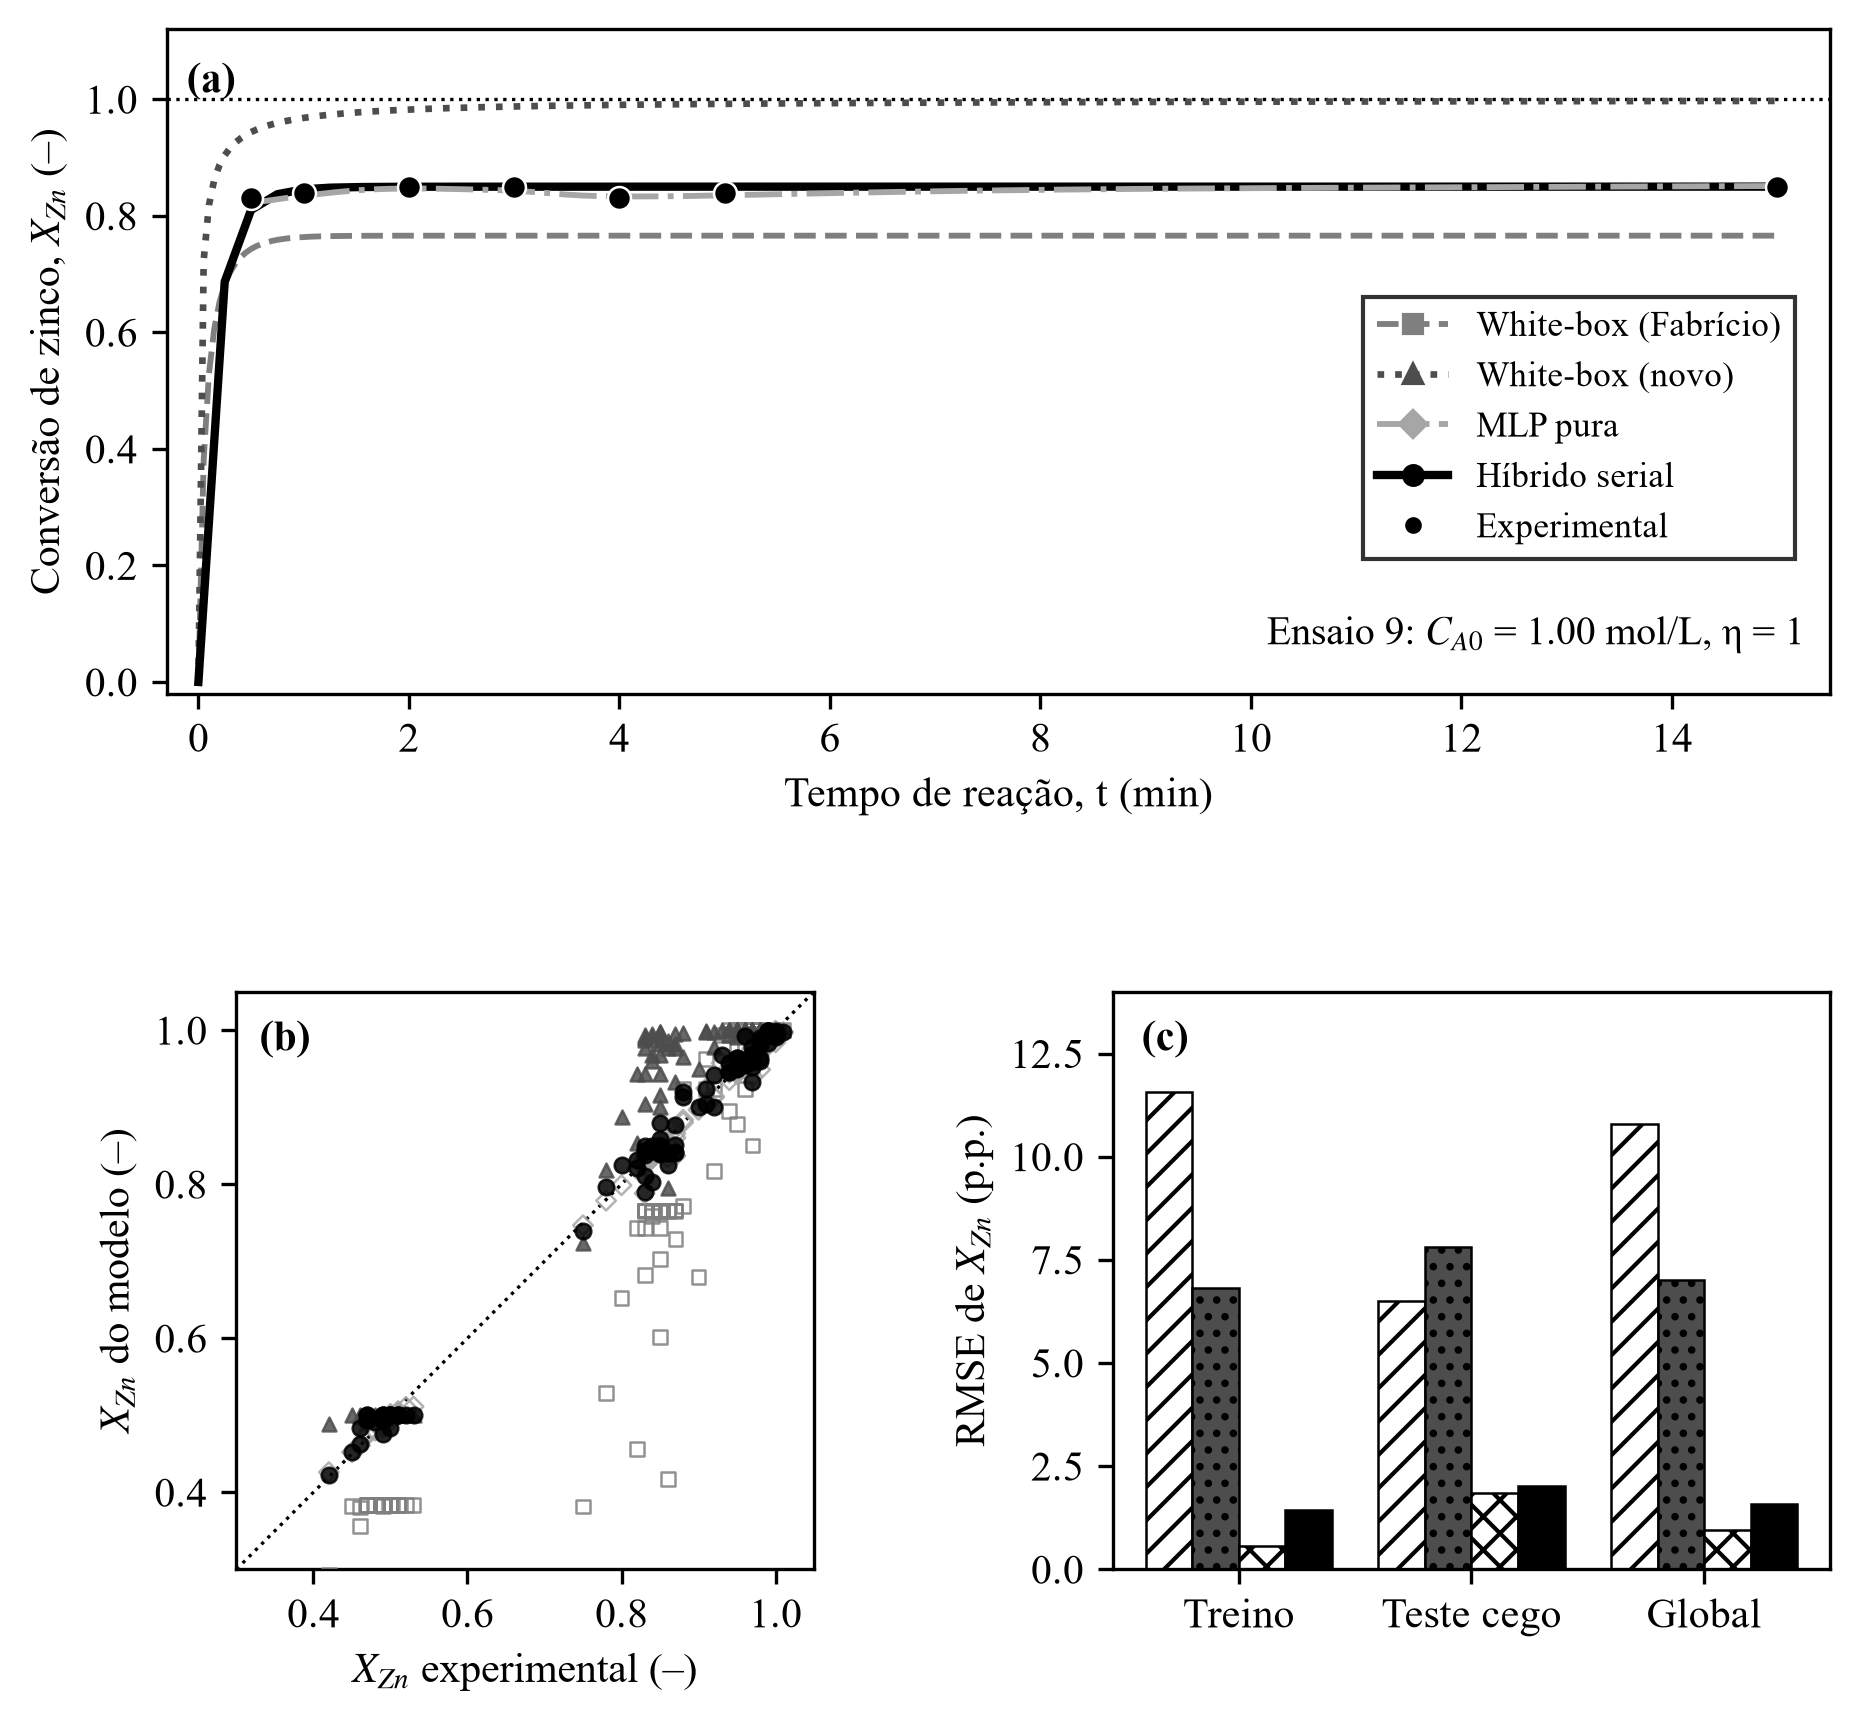 (a)
Conversão de zinco, X_Zn (–)
1.0
0.8
0.6
0.4
0.2
0.0
White-box (Fabrício)
White-box (novo)
MLP pura
Híbrido serial
Experimental
Ensaio 9: C_A0 = 1.00 mol/L, η = 1
0 2 4 6 8 10 12 14
Tempo de reação, t (min)
(b)
X_Zn do modelo (–)
1.0
0.8
0.6
0.4
0.4 0.6 0.8 1.0
X_Zn experimental (–)
(c)
RMSE de X_Zn (p.p.)
12.5
10.0
7.5
5.0
2.5
0.0
Treino Teste cego Global